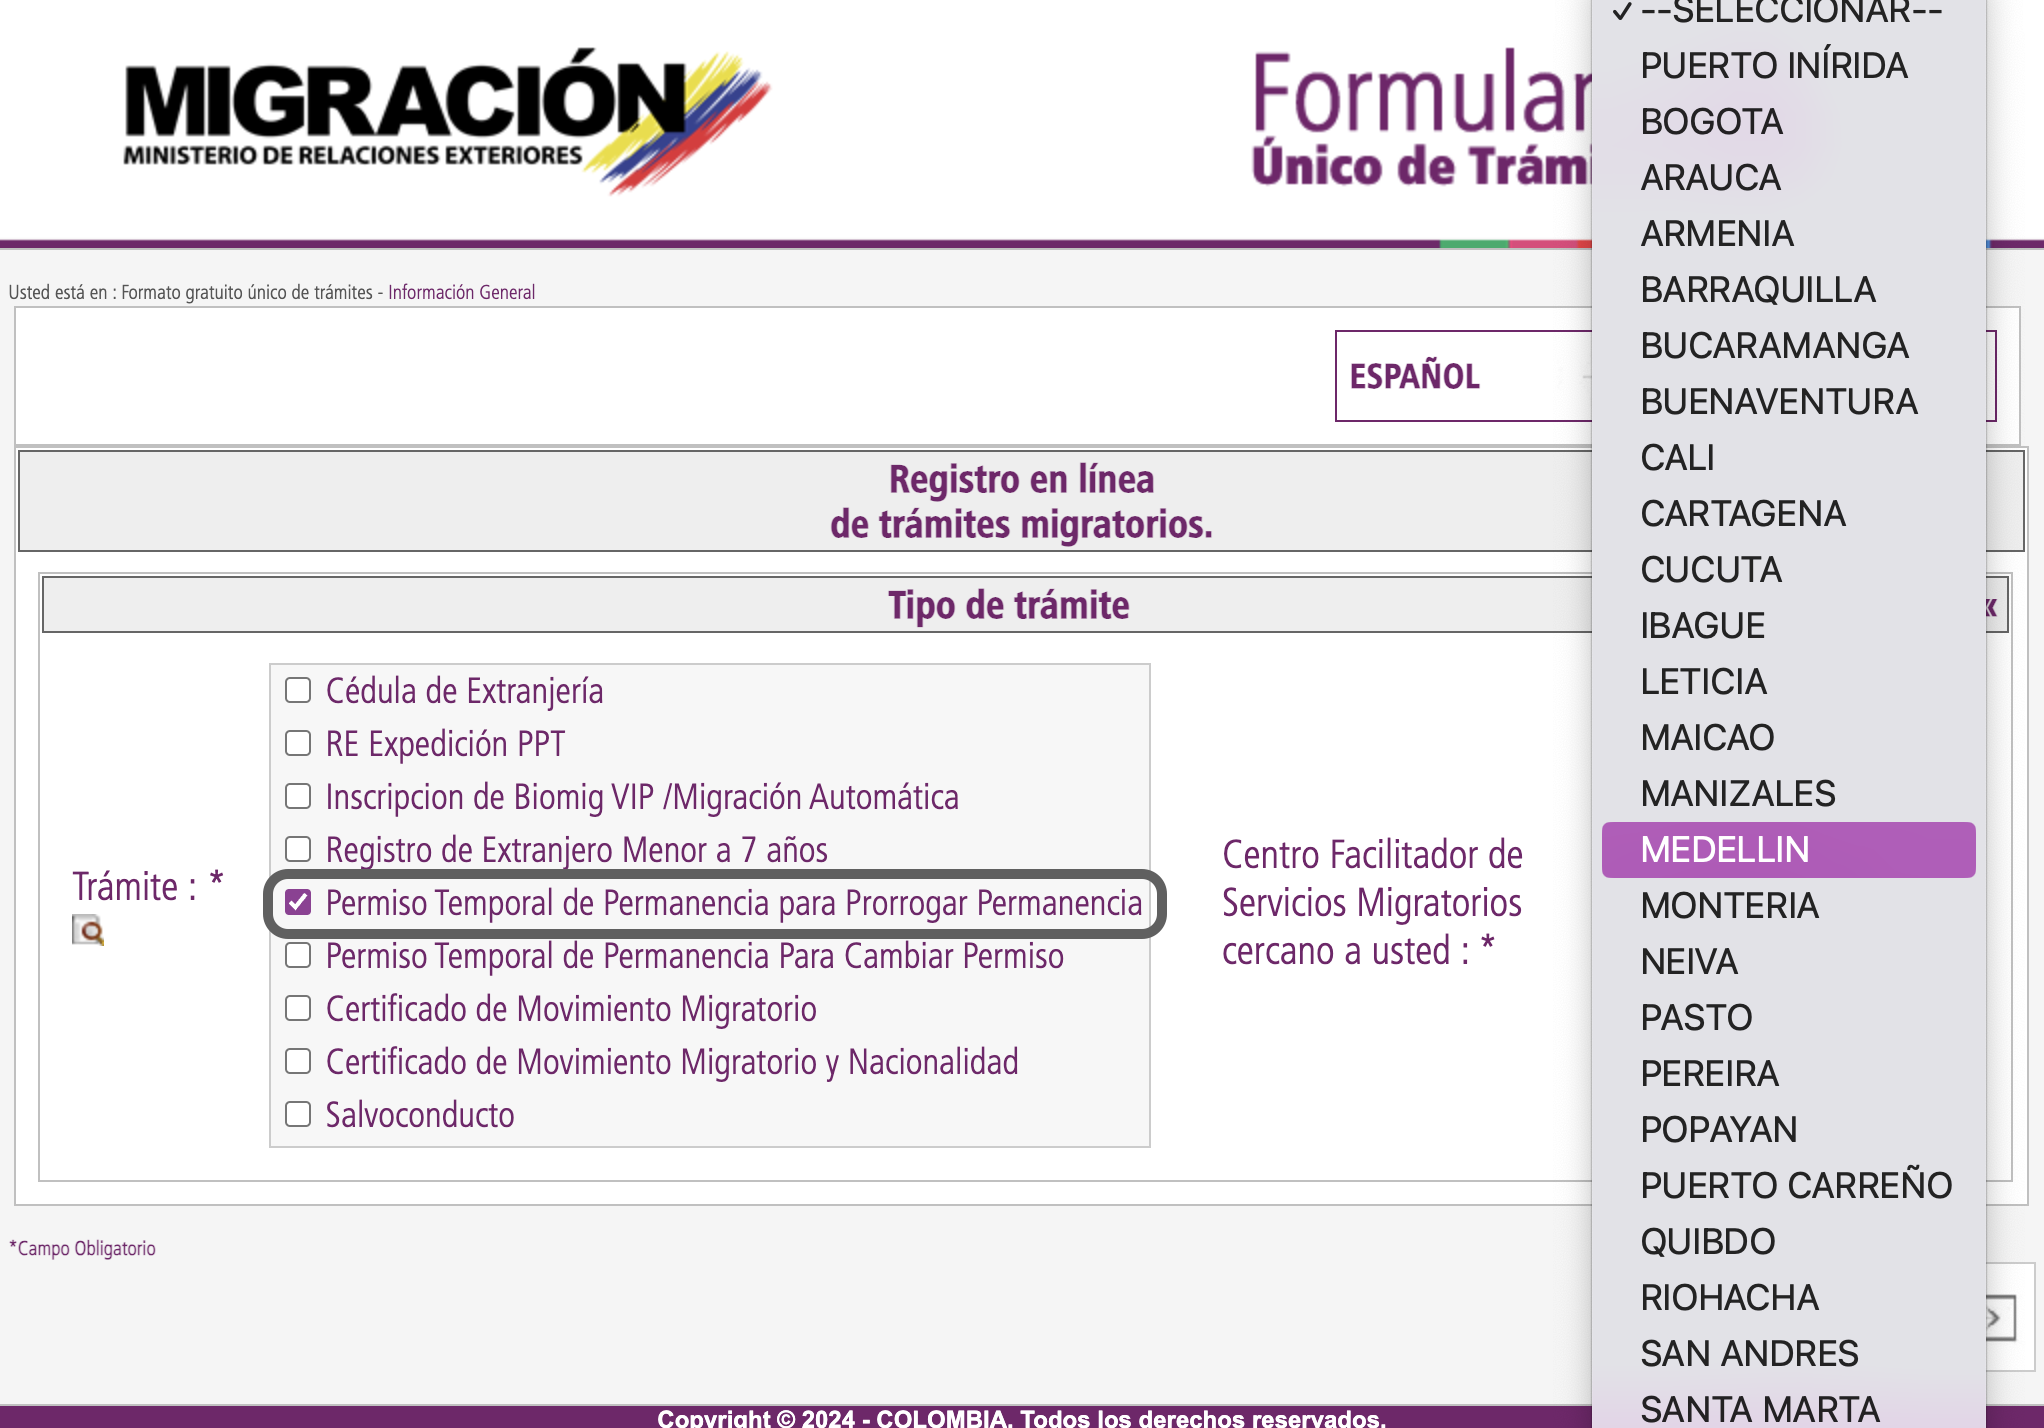 MIGRACIÓN
MINISTERIO DE RELACIONES EXTERIORES
Único de
Usted está en : Formato gratuito único de trámites - Información General
ESPAÑOL
Registro en línea
de trámites migratorios.
Tipo de trámite
«
Trámite : *
Cédula de Extranjería
RE Expedición PPT
Inscripcion de Biomig VIP /Migración Automática
Registro de Extranjero Menor a 7 años
Permiso Temporal de Permanencia para Prorrogar Permanencia
Permiso Temporal de Permanencia Para Cambiar Permiso
Certificado de Movimiento Migratorio
Certificado de Movimiento Migratorio y Nacionalidad
Salvoconducto
Centro Facilitador de
Servicios Migratorios
cercano a usted : *
✓ --SELECCIONAR--
PUERTO INÍRIDA
BOGOTA
ARAUCA
ARMENIA
BARRAQUILLA
BUCARAMANGA
BUENAVENTURA
CALI
CARTAGENA
CUCUTA
IBAGUE
LETICIA
MAICAO
MANIZALES
MEDELLIN
MONTERIA
NEIVA
PASTO
PEREIRA
POPAYAN
PUERTO CARREÑO
QUIBDO
RIOHACHA
SAN ANDRES
SANTA MARTA
*Campo Obligatorio
Copyright © 2024 - COLOMBIA. Todos los derechos reservados.